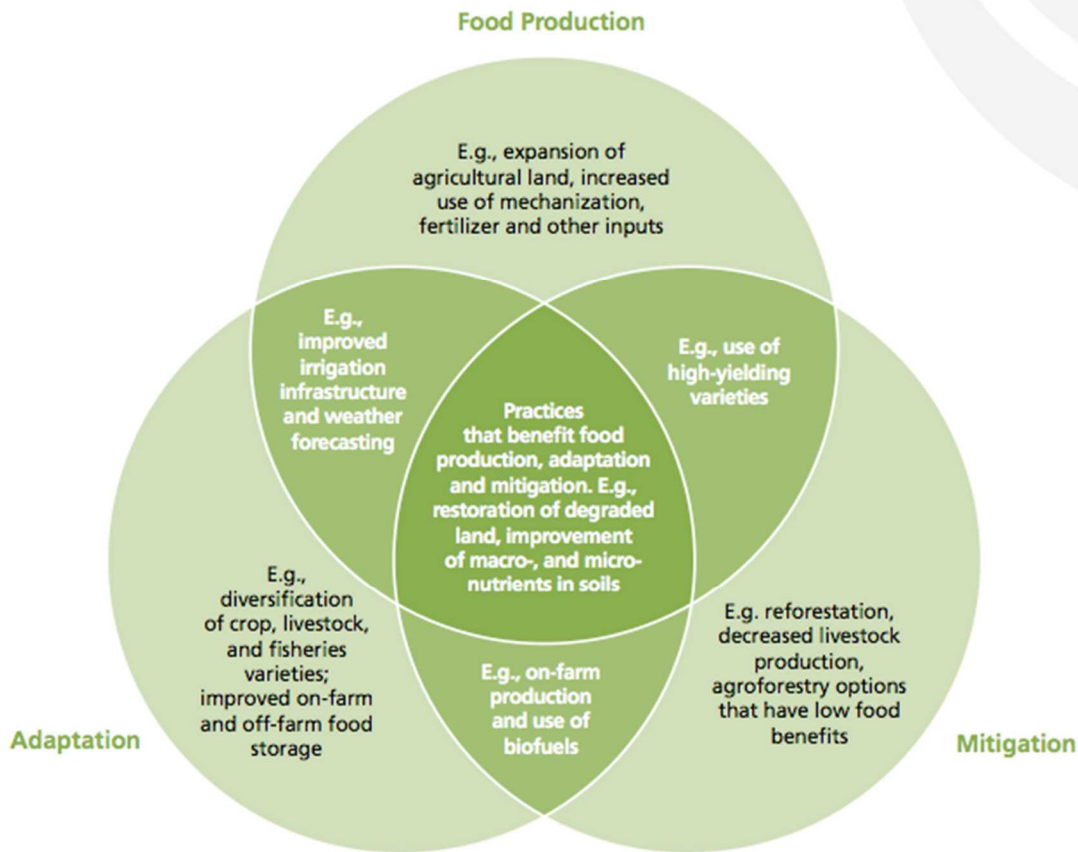 Food Production
E.g., expansion of
agricultural land, increased
use of mechanization,
fertilizer and other inputs
E.g.,
improved
irrigation
infrastructure
and weather
forecasting
E.g., use of
high-yielding
varieties
Practices
that benefit food
production, adaptation
and mitigation. E.g.,
restoration of degraded
land, improvement
of macro-, and micro-
nutrients in soils
E.g.,
diversification
of crop, livestock,
and fisheries
varieties;
improved on-farm
and off-farm food
storage
E.g., on-farm
production
and use of
biofuels
E.g. reforestation,
decreased livestock
production,
agroforestry options
that have low food
benefits
Adaptation
Mitigation